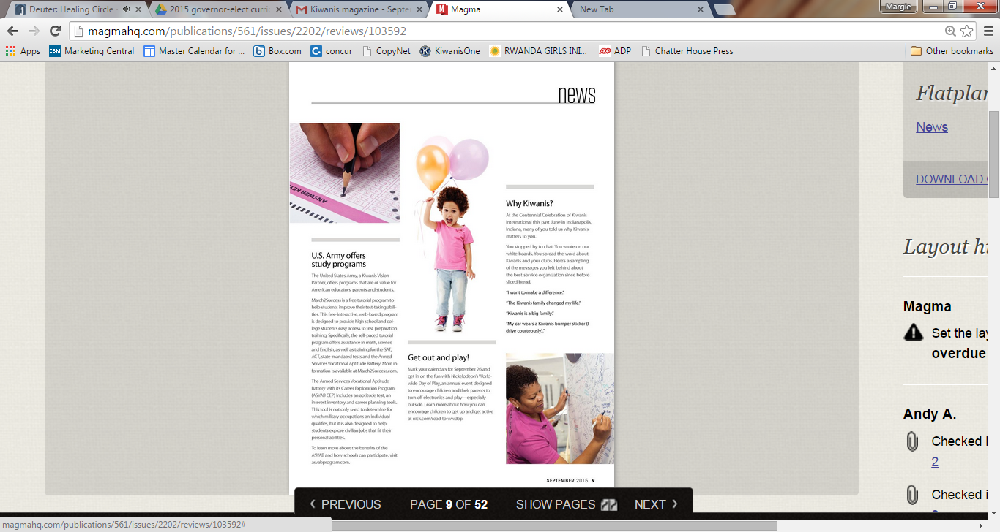 Deuter: Healing Circle
2015 governor-elect curri
Kiwanis magazine - Septe
Magma
New Tab
Margie
magmahq.com/publications/561/issues/2202/reviews/103592
Apps
IBM
Marketing Central
Master Calendar for ...
Box.com
concur
CopyNet
KiwanisOne
RWANDA GIRLS INI...
ADP
Chatter House Press
Other bookmarks
news
ANSWER KEY
U.S. Army offers
study programs
The United States Army, a Kiwanis Vision
Partner, offers programs that are of value for
American educators, parents and students.
March2Success is a free tutorial program to
help students improve their test-taking abili-
ties. This free interactive, web-based program
is designed to provide high school and col-
lege students easy access to test preparation
training. Specifically, the self-paced tutorial
program offers assistance in math, science
and English, as well as training for the SAT,
ACT, state-mandated tests and the Armed
Services Vocational Aptitude Battery. More in-
formation is available at March2Success.com.
The Armed Services Vocational Aptitude
Battery with its Career Exploration Program
(ASVAB CEP) includes an aptitude test, an
interest inventory and career planning tools.
This tool is not only used to determine for
which military occupations an individual
qualifies, but it is also designed to help
students explore civilian jobs that fit their
personal abilities.
To learn more about the benefits of the
ASVAB and how schools can participate, visit
asvabprogram.com.
Get out and play!
Mark your calendars for September 26 and
get in on the fun with Nickelodeon's World-
wide Day of Play, an annual event designed
to encourage children and their parents to
turn off electronics and play—especially
outside. Learn more about how you can
encourage children to get up and get active
at nick.com/road-to-wwdop.
Why Kiwanis?
At the Centennial Celebration of Kiwanis
International this past June in Indianapolis,
Indiana, many of you told us why Kiwanis
matters to you.
You stopped by to chat. You wrote on our
white boards. You spread the word about
Kiwanis and your clubs. Here's a sampling
of the messages you left behind about
the best service organization since before
sliced bread.
"I want to make a difference."
"The Kiwanis family changed my life."
"Kiwanis is a big family."
"My car wears a Kiwanis bumper sticker (I
drive courteously)."
SEPTEMBER 2015 9
PREVIOUS
PAGE 9 OF 52
SHOW PAGES
NEXT
Flatplan
News
DOWNLOAD
Layout hi
Magma
Set the lay
overdue
Andy A.
Checked i
2
Checked i
magmahq.com/publications/561/issues/2202/reviews/103592#